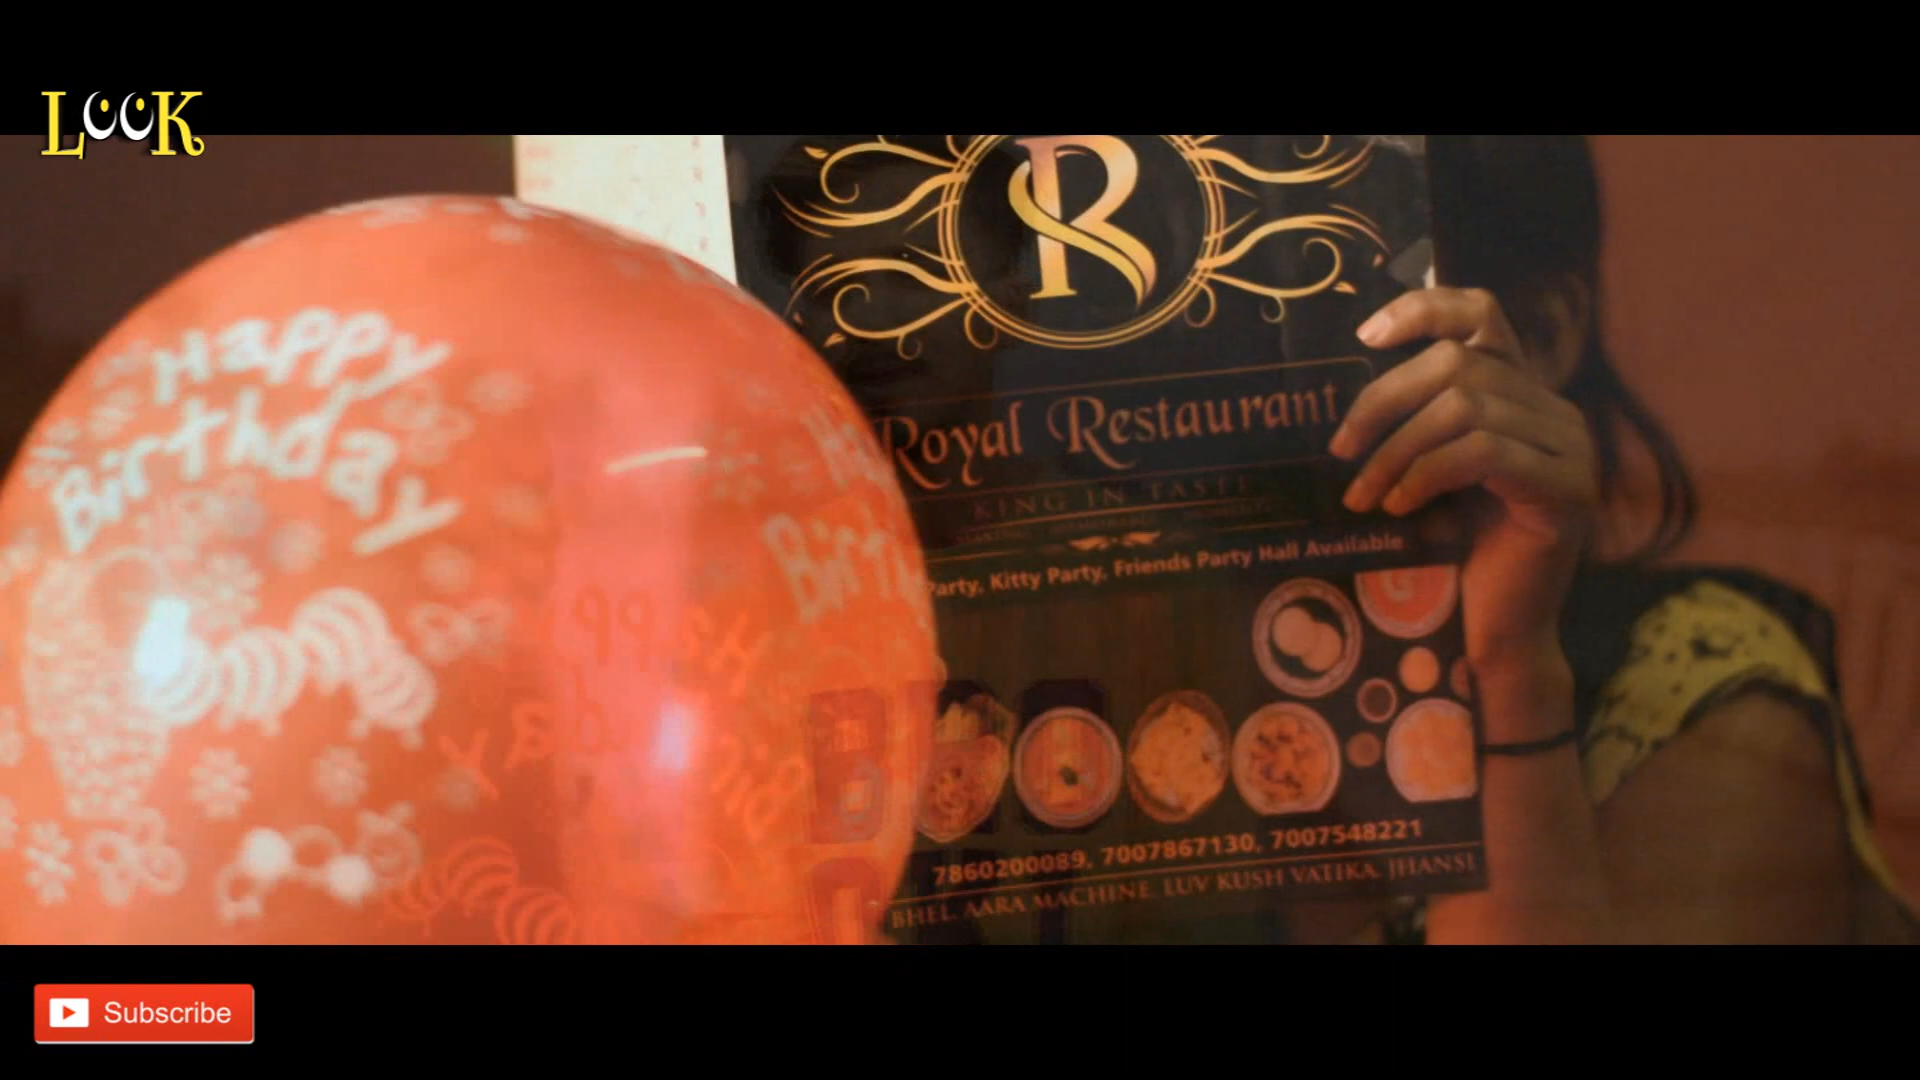 LOOK
R
Happy
Birthday
Royal Restaurant
KING IN TASTE
Party, Kitty Party, Friends Party Hall Available
7860200089, 7007867130, 7007548221
BHEL, AARA MACHINE, LUV KUSH VATIKA, JHANSI
Subscribe